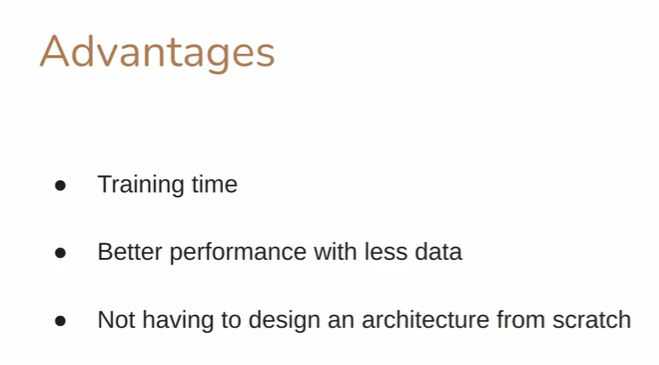 Advantages
● Training time
● Better performance with less data
● Not having to design an architecture from scratch